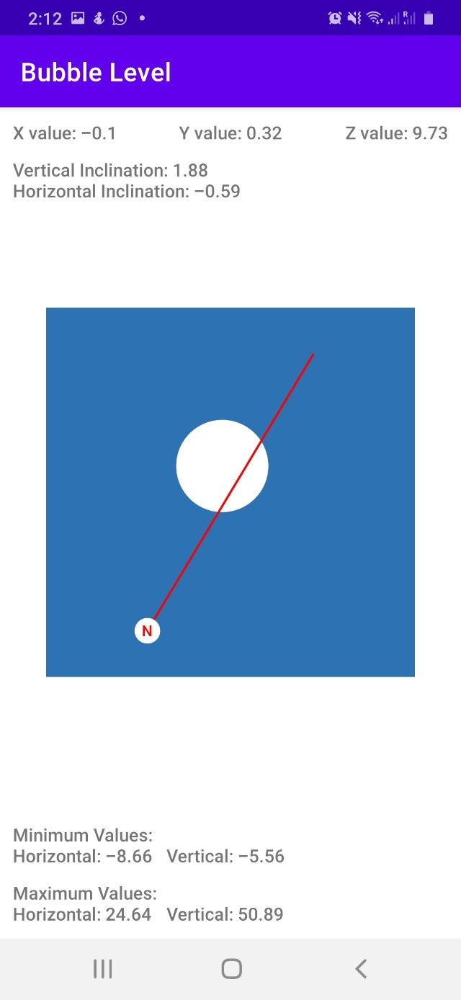 2:12
R
Bubble Level
X value: −0.1 Y value: 0.32 Z value: 9.73
Vertical Inclination: 1.88
Horizontal Inclination: −0.59
N
Minimum Values:
Horizontal: −8.66 Vertical: −5.56
Maximum Values:
Horizontal: 24.64 Vertical: 50.89